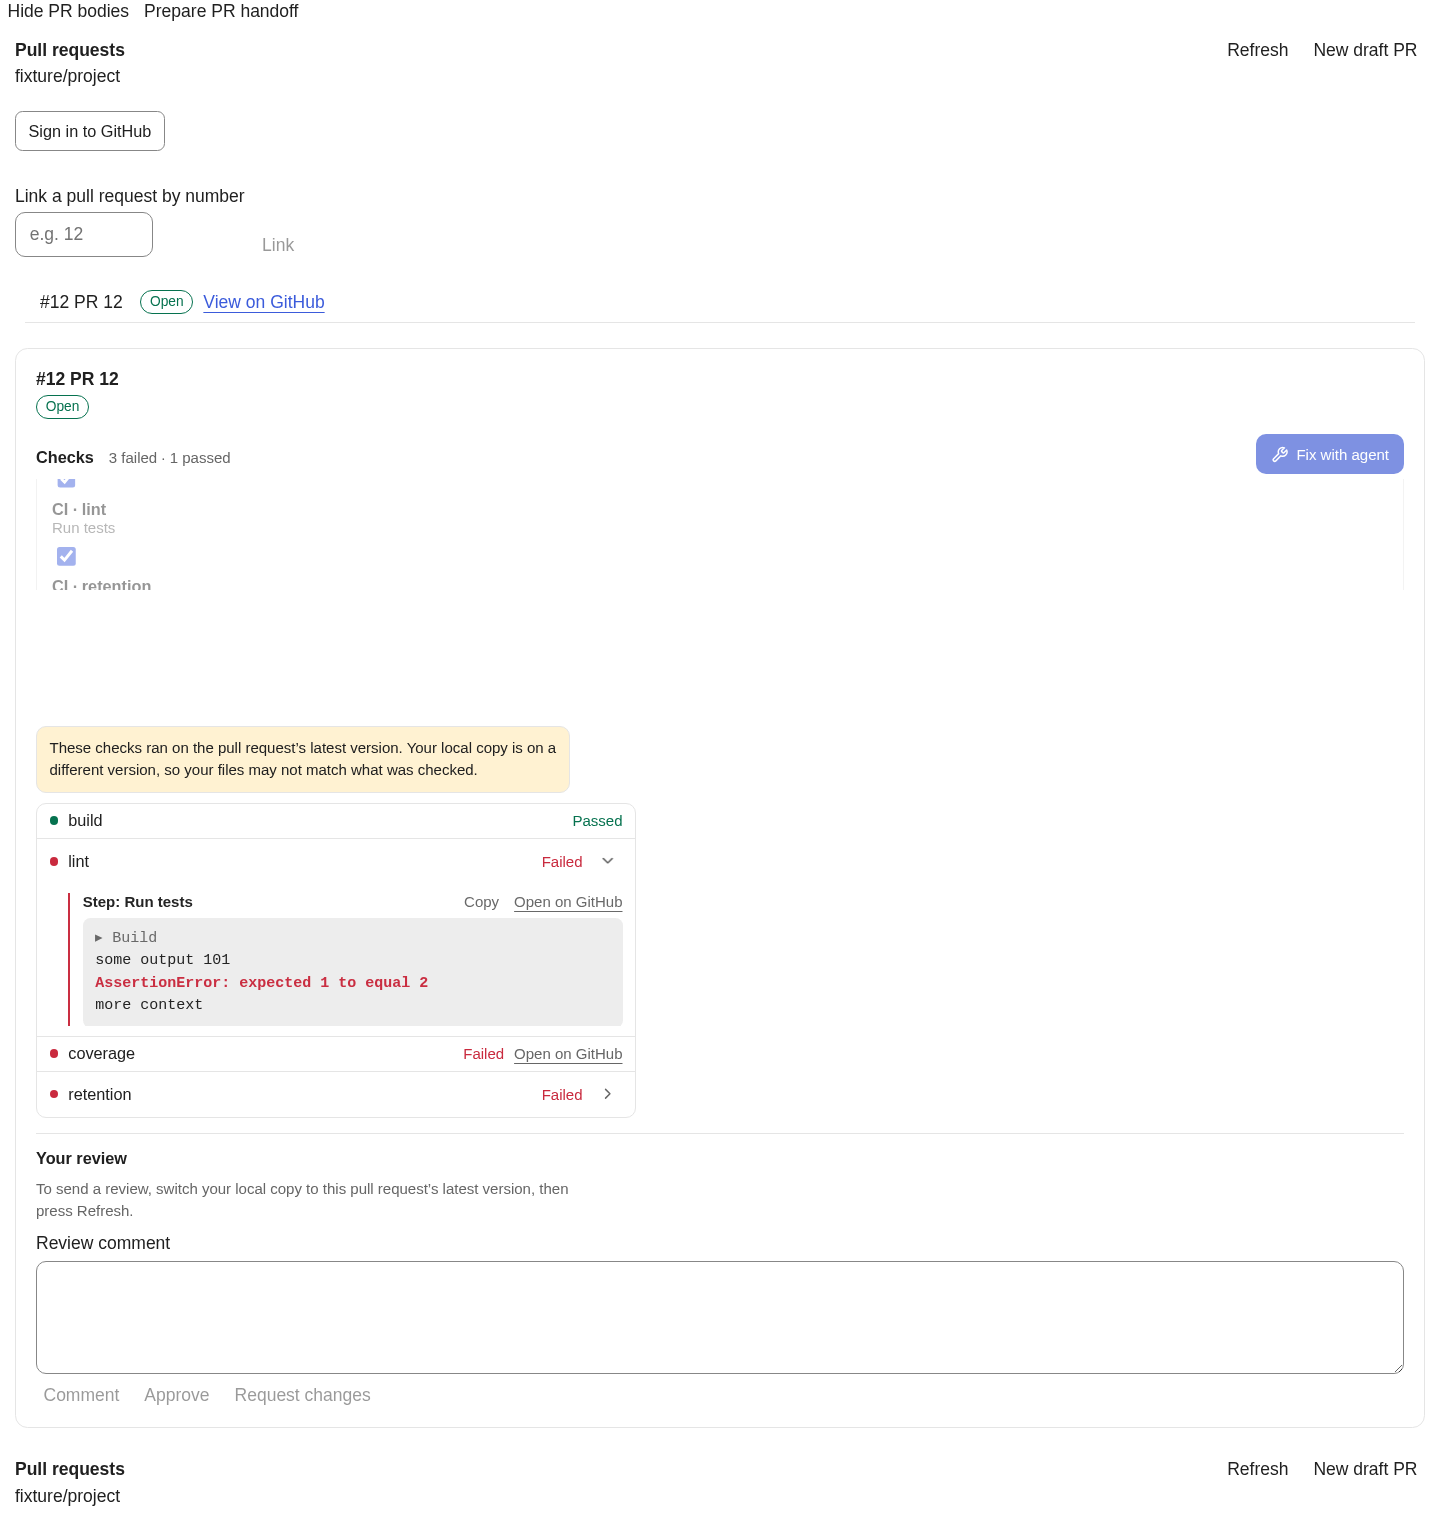 Hide PR bodies Prepare PR handoff
Pull requests Refresh New draft PR
fixture/project
Sign in to GitHub
Link a pull request by number
e.g. 12 Link
#12 PR 12 Open View on GitHub
#12 PR 12
Open
Checks 3 failed · 1 passed Fix with agent
CI · lint
Run tests
CI · retention
These checks ran on the pull request’s latest version. Your local copy is on a
different version, so your files may not match what was checked.
build Passed
lint Failed
Step: Run tests Copy Open on GitHub
▸ Build
some output 101
AssertionError: expected 1 to equal 2
more context
coverage Failed Open on GitHub
retention Failed
Your review
To send a review, switch your local copy to this pull request’s latest version, then
press Refresh.
Review comment
Comment Approve Request changes
Pull requests Refresh New draft PR
fixture/project